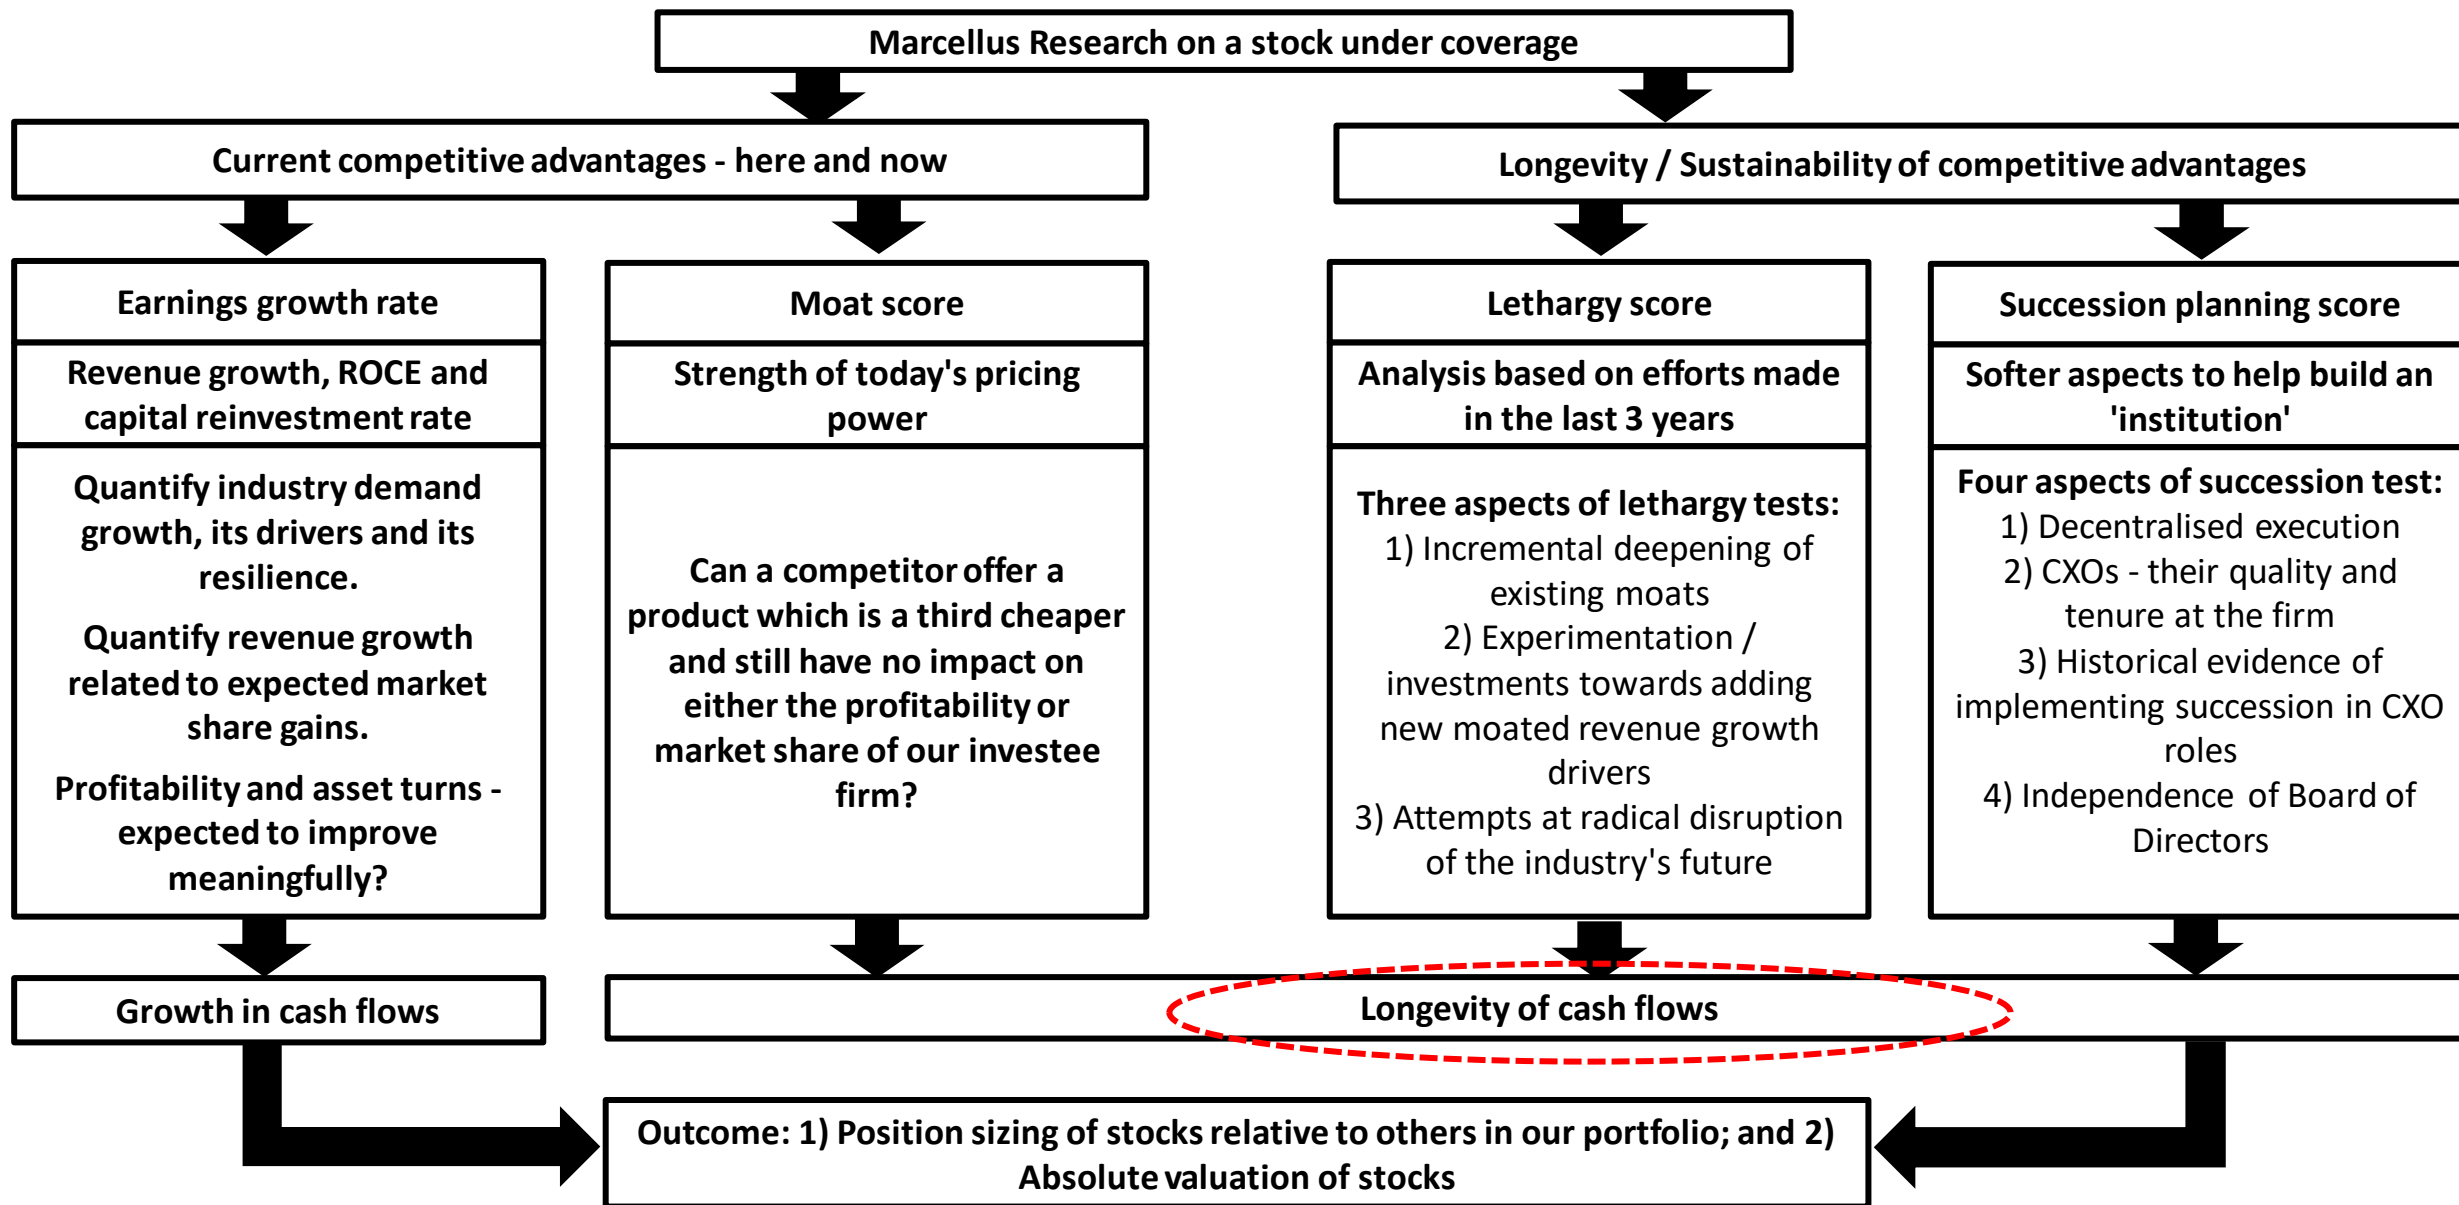 Marcellus Research on a stock under coverage
Current competitive advantages - here and now
Longevity / Sustainability of competitive advantages
Earnings growth rate
Revenue growth, ROCE and
capital reinvestment rate
Quantify industry demand
growth, its drivers and its
resilience.
Quantify revenue growth
related to expected market
share gains.
Profitability and asset turns -
expected to improve
meaningfully?
Moat score
Strength of today's pricing
power
Can a competitor offer a
product which is a third cheaper
and still have no impact on
either the profitability or
market share of our investee
firm?
Lethargy score
Analysis based on efforts made
in the last 3 years
Three aspects of lethargy tests:
1) Incremental deepening of
existing moats
2) Experimentation /
investments towards adding
new moated revenue growth
drivers
3) Attempts at radical disruption
of the industry's future
Succession planning score
Softer aspects to help build an
'institution'
Four aspects of succession test:
1) Decentralised execution
2) CXOs - their quality and
tenure at the firm
3) Historical evidence of
implementing succession in CXO
roles
4) Independence of Board of
Directors
Growth in cash flows
Longevity of cash flows
Outcome: 1) Position sizing of stocks relative to others in our portfolio; and 2)
Absolute valuation of stocks